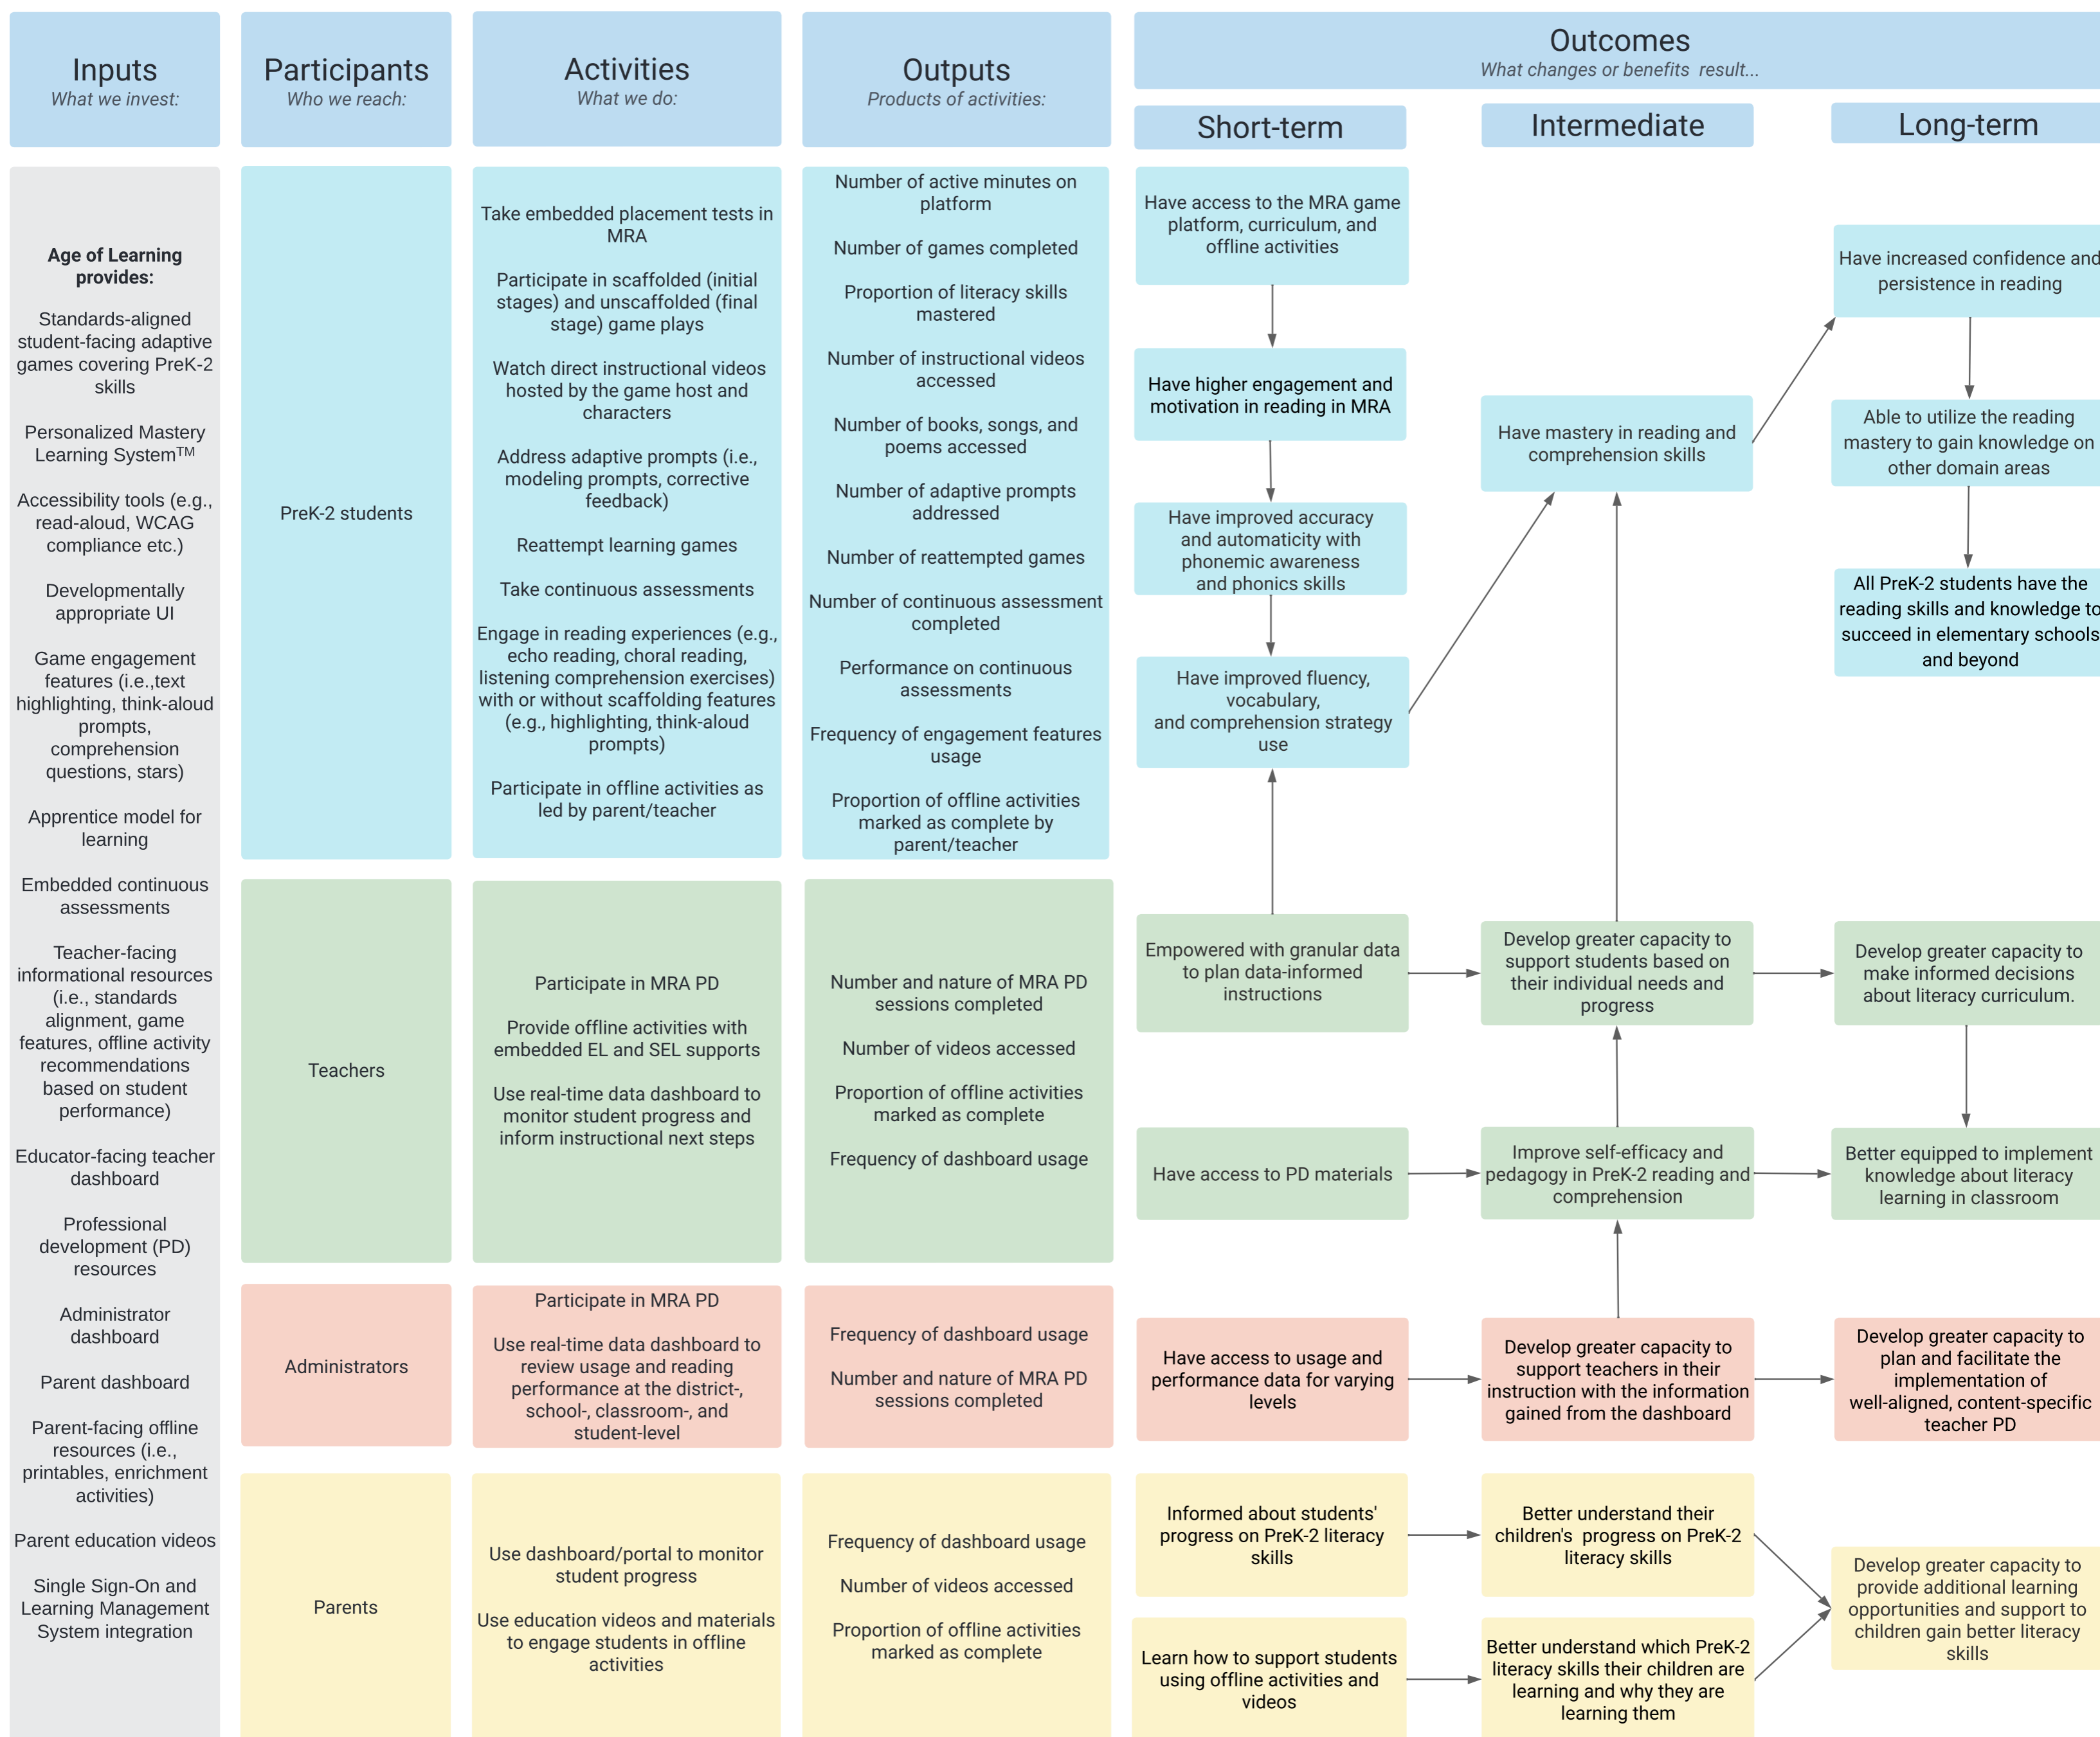 Inputs
What we invest:
Participants
Who we reach:
Activities
What we do:
Outputs
Products of activities:
Outcomes
What changes or benefits  result...
Short-term
Intermediate
Long-term
Age of Learning
provides:
Standards-aligned
student-facing adaptive
games covering PreK-2
skills
Personalized Mastery
Learning System™
Accessibility tools (e.g.,
read-aloud, WCAG
compliance etc.)
Developmentally
appropriate UI
Game engagement
features (i.e.,text
highlighting, think-aloud
prompts,
comprehension
questions, stars)
Apprentice model for
learning
Embedded continuous
assessments
Teacher-facing
informational resources
(i.e., standards
alignment, game
features, offline activity
recommendations
based on student
performance)
Educator-facing teacher
dashboard
Professional
development (PD)
resources
Administrator
dashboard
Parent dashboard
Parent-facing offline
resources (i.e.,
printables, enrichment
activities)
Parent education videos
Single Sign-On and
Learning Management
System integration
PreK-2 students
Take embedded placement tests in
MRA
Participate in scaffolded (initial
stages) and unscaffolded (final
stage) game plays
Watch direct instructional videos
hosted by the game host and
characters
Address adaptive prompts (i.e.,
modeling prompts, corrective
feedback)
Reattempt learning games
Take continuous assessments
Engage in reading experiences (e.g.,
echo reading, choral reading,
listening comprehension exercises)
with or without scaffolding features
(e.g., highlighting, think-aloud
prompts)
Participate in offline activities as
led by parent/teacher
Number of active minutes on
platform
Number of games completed
Proportion of literacy skills
mastered
Number of instructional videos
accessed
Number of books, songs, and
poems accessed
Number of adaptive prompts
addressed
Number of reattempted games
Number of continuous assessment
completed
Performance on continuous
assessments
Frequency of engagement features
usage
Proportion of offline activities
marked as complete by
parent/teacher
Have access to the MRA game
platform, curriculum, and
offline activities
Have higher engagement and
motivation in reading in MRA
Have improved accuracy
and automaticity with
phonemic awareness
and phonics skills
Have improved fluency,
vocabulary,
and comprehension strategy
use
Have mastery in reading and
comprehension skills
Have increased confidence and
persistence in reading
Able to utilize the reading
mastery to gain knowledge on
other domain areas
All PreK-2 students have the
reading skills and knowledge to
succeed in elementary schools
and beyond
Teachers
Participate in MRA PD
Provide offline activities with
embedded EL and SEL supports
Use real-time data dashboard to
monitor student progress and
inform instructional next steps
Number and nature of MRA PD
sessions completed
Number of videos accessed
Proportion of offline activities
marked as complete
Frequency of dashboard usage
Empowered with granular data
to plan data-informed
instructions
Develop greater capacity to
support students based on
their individual needs and
progress
Develop greater capacity to
make informed decisions
about literacy curriculum.
Have access to PD materials
Improve self-efficacy and
pedagogy in PreK-2 reading and
comprehension
Better equipped to implement
knowledge about literacy
learning in classroom
Administrators
Participate in MRA PD
Use real-time data dashboard to
review usage and reading
performance at the district-,
school-, classroom-, and
student-level
Frequency of dashboard usage
Number and nature of MRA PD
sessions completed
Have access to usage and
performance data for varying
levels
Develop greater capacity to
support teachers in their
instruction with the information
gained from the dashboard
Develop greater capacity to
plan and facilitate the
implementation of
well-aligned, content-specific
teacher PD
Parents
Use dashboard/portal to monitor
student progress
Use education videos and materials
to engage students in offline
activities
Frequency of dashboard usage
Number of videos accessed
Proportion of offline activities
marked as complete
Informed about students'
progress on PreK-2 literacy
skills
Better understand their
children's  progress on PreK-2
literacy skills
Learn how to support students
using offline activities and
videos
Better understand which PreK-2
literacy skills their children are
learning and why they are
learning them
Develop greater capacity to
provide additional learning
opportunities and support to
children gain better literacy
skills